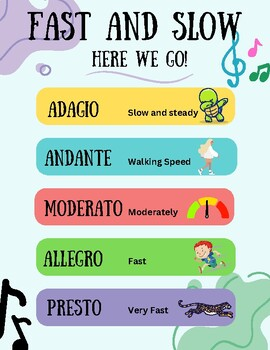 FAST AND SLOW
HERE WE GO!
ADAGIO Slow and steady
ANDANTE Walking Speed
MODERATO Moderately
ALLEGRO Fast
PRESTO Very Fast